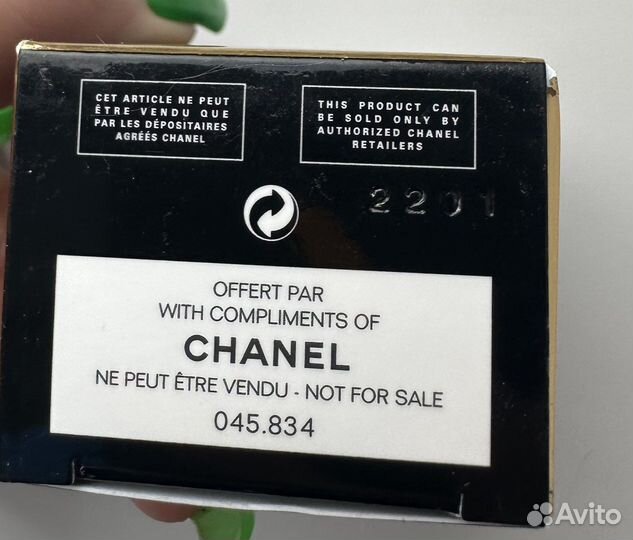 CET ARTICLE NE PEUT
ÊTRE VENDU QUE
PAR LES DÉPOSITAIRES
AGRÉÉS CHANEL
THIS PRODUCT CAN
BE SOLD ONLY BY
AUTHORIZED CHANEL
RETAILERS
2201
OFFERT PAR
WITH COMPLIMENTS OF
CHANEL
NE PEUT ÊTRE VENDU - NOT FOR SALE
045.834
Avito